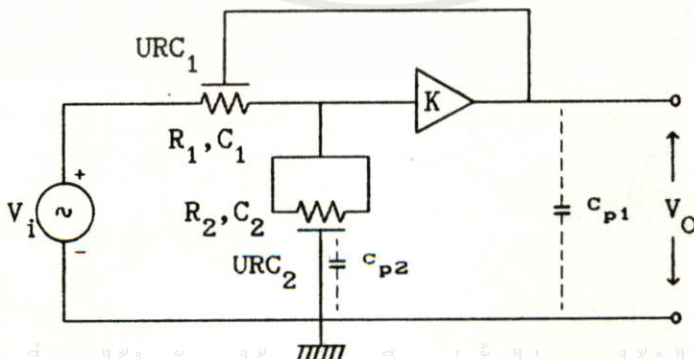 URC1
K
R1,C1
+
Vi
~
-
R2,C2
URC2
Cp2
Cp1
VO